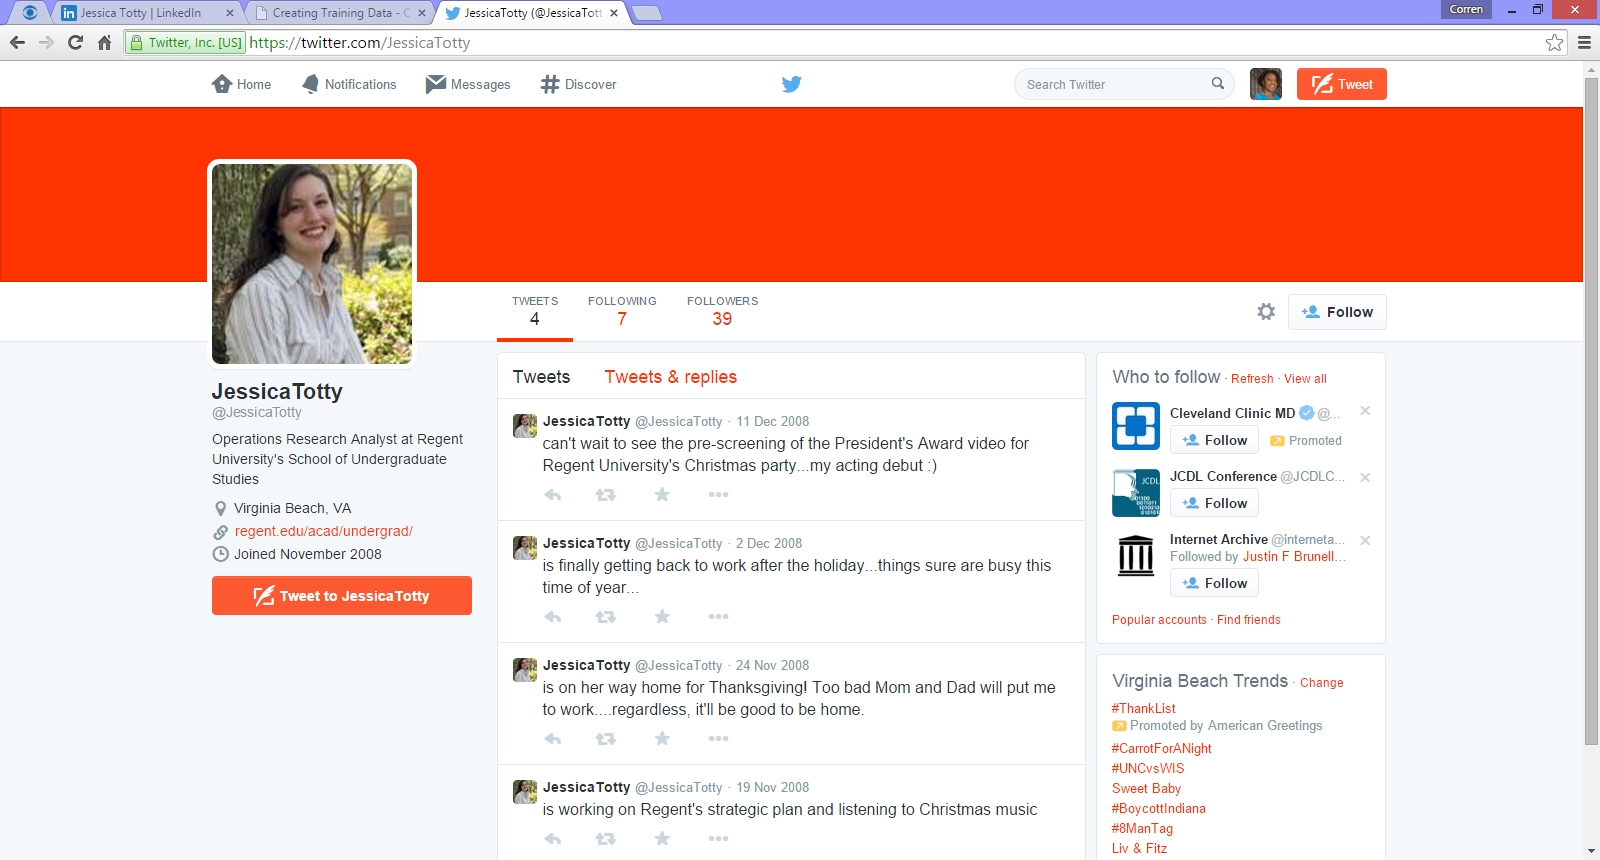 Jessica Totty | LinkedIn
Creating Training Data - C
JessicaTotty (@JessicaTott
Corren
Twitter, Inc. [US]
https://twitter.com/JessicaTotty
Home
Notifications
Messages
Discover
Search Twitter
Tweet
TWEETS
4
FOLLOWING
7
FOLLOWERS
39
Follow
JessicaTotty
@JessicaTotty
Operations Research Analyst at Regent
University's School of Undergraduate
Studies
Virginia Beach, VA
regent.edu/acad/undergrad/
Joined November 2008
Tweet to JessicaTotty
Tweets
Tweets & replies
JessicaTotty @JessicaTotty · 11 Dec 2008
can't wait to see the pre-screening of the President's Award video for
Regent University's Christmas party...my acting debut :)
JessicaTotty @JessicaTotty · 2 Dec 2008
is finally getting back to work after the holiday...things sure are busy this
time of year...
JessicaTotty @JessicaTotty · 24 Nov 2008
is on her way home for Thanksgiving! Too bad Mom and Dad will put me
to work....regardless, it'll be good to be home.
JessicaTotty @JessicaTotty · 19 Nov 2008
is working on Regent's strategic plan and listening to Christmas music
Who to follow · Refresh · View all
Cleveland Clinic MD @...
Follow
Promoted
JCDL
JCDL Conference @JCDLC...
Follow
Internet Archive @interneta...
Followed by Justin F Brunell...
Follow
Popular accounts · Find friends
Virginia Beach Trends · Change
#ThankList
Promoted by American Greetings
#CarrotForANight
#UNCvsWIS
Sweet Baby
#BoycottIndiana
#8ManTag
Liv & Fitz